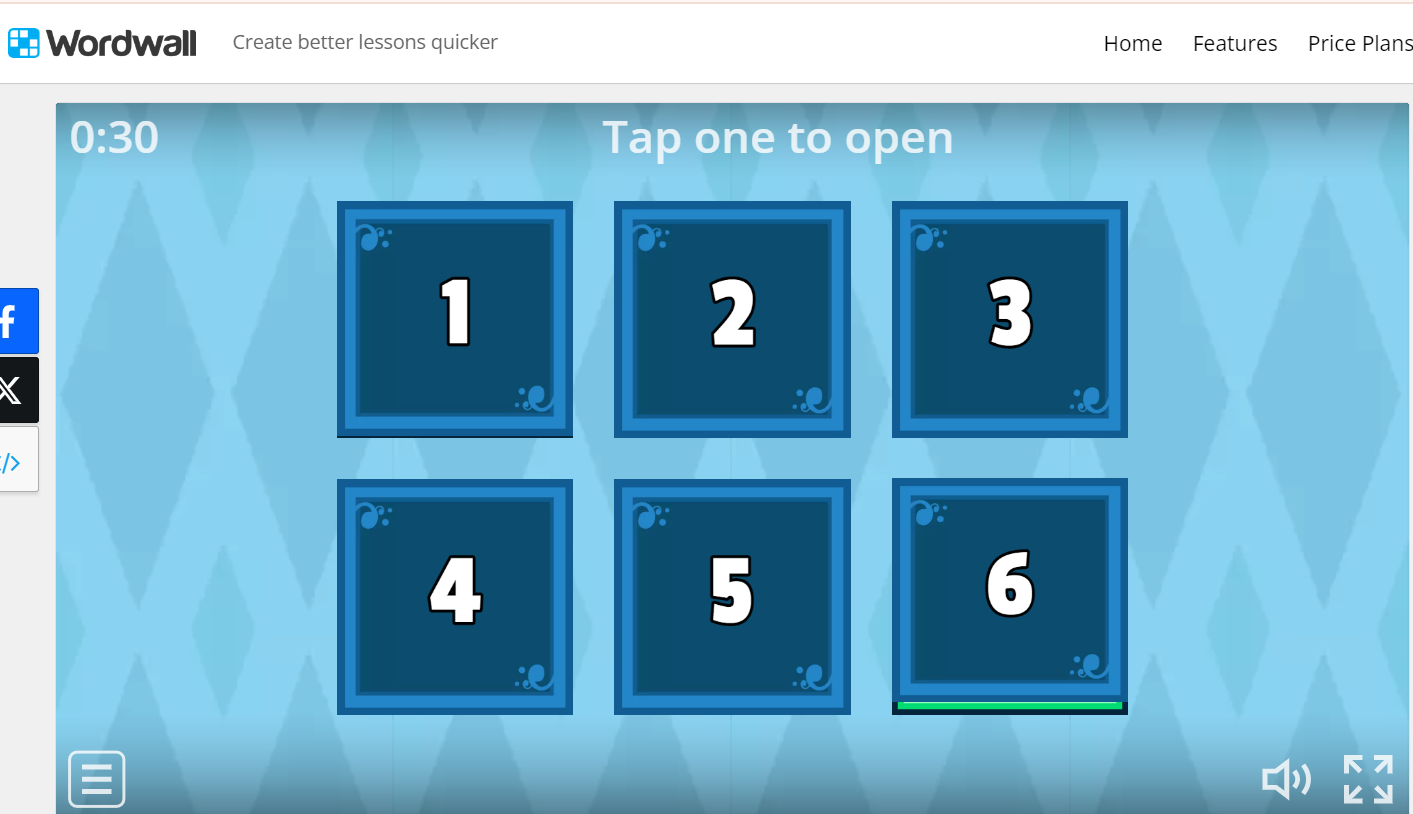 Wordwall Create better lessons quicker Home Features Price Plans
0:30 Tap one to open
1 2 3
4 5 6